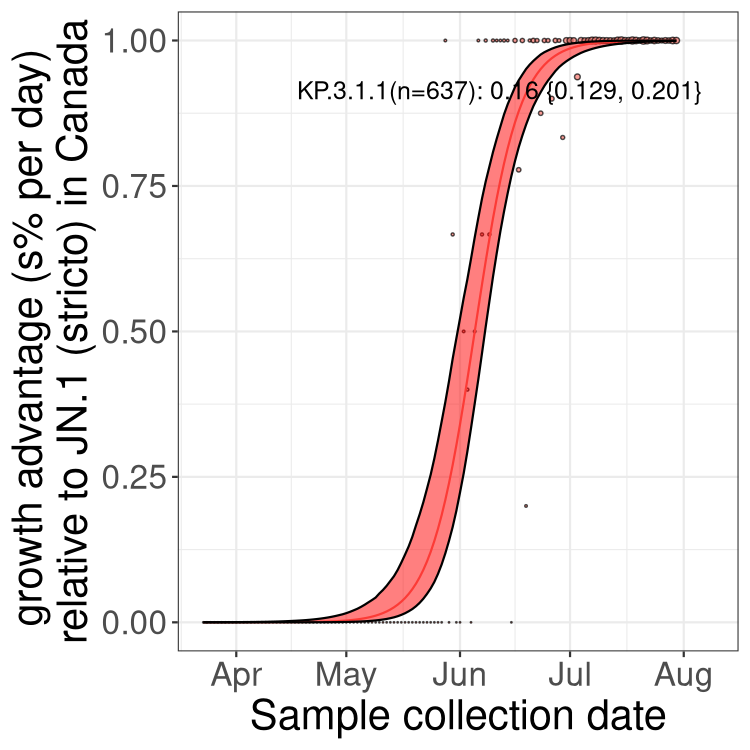 growth advantage (s% per day)
relative to JN.1 (stricto) in Canada
1.00
0.75
0.50
0.25
0.00
KP.3.1.1(n=637): 0.16 {0.129, 0.201}
Apr May Jun Jul Aug
Sample collection date